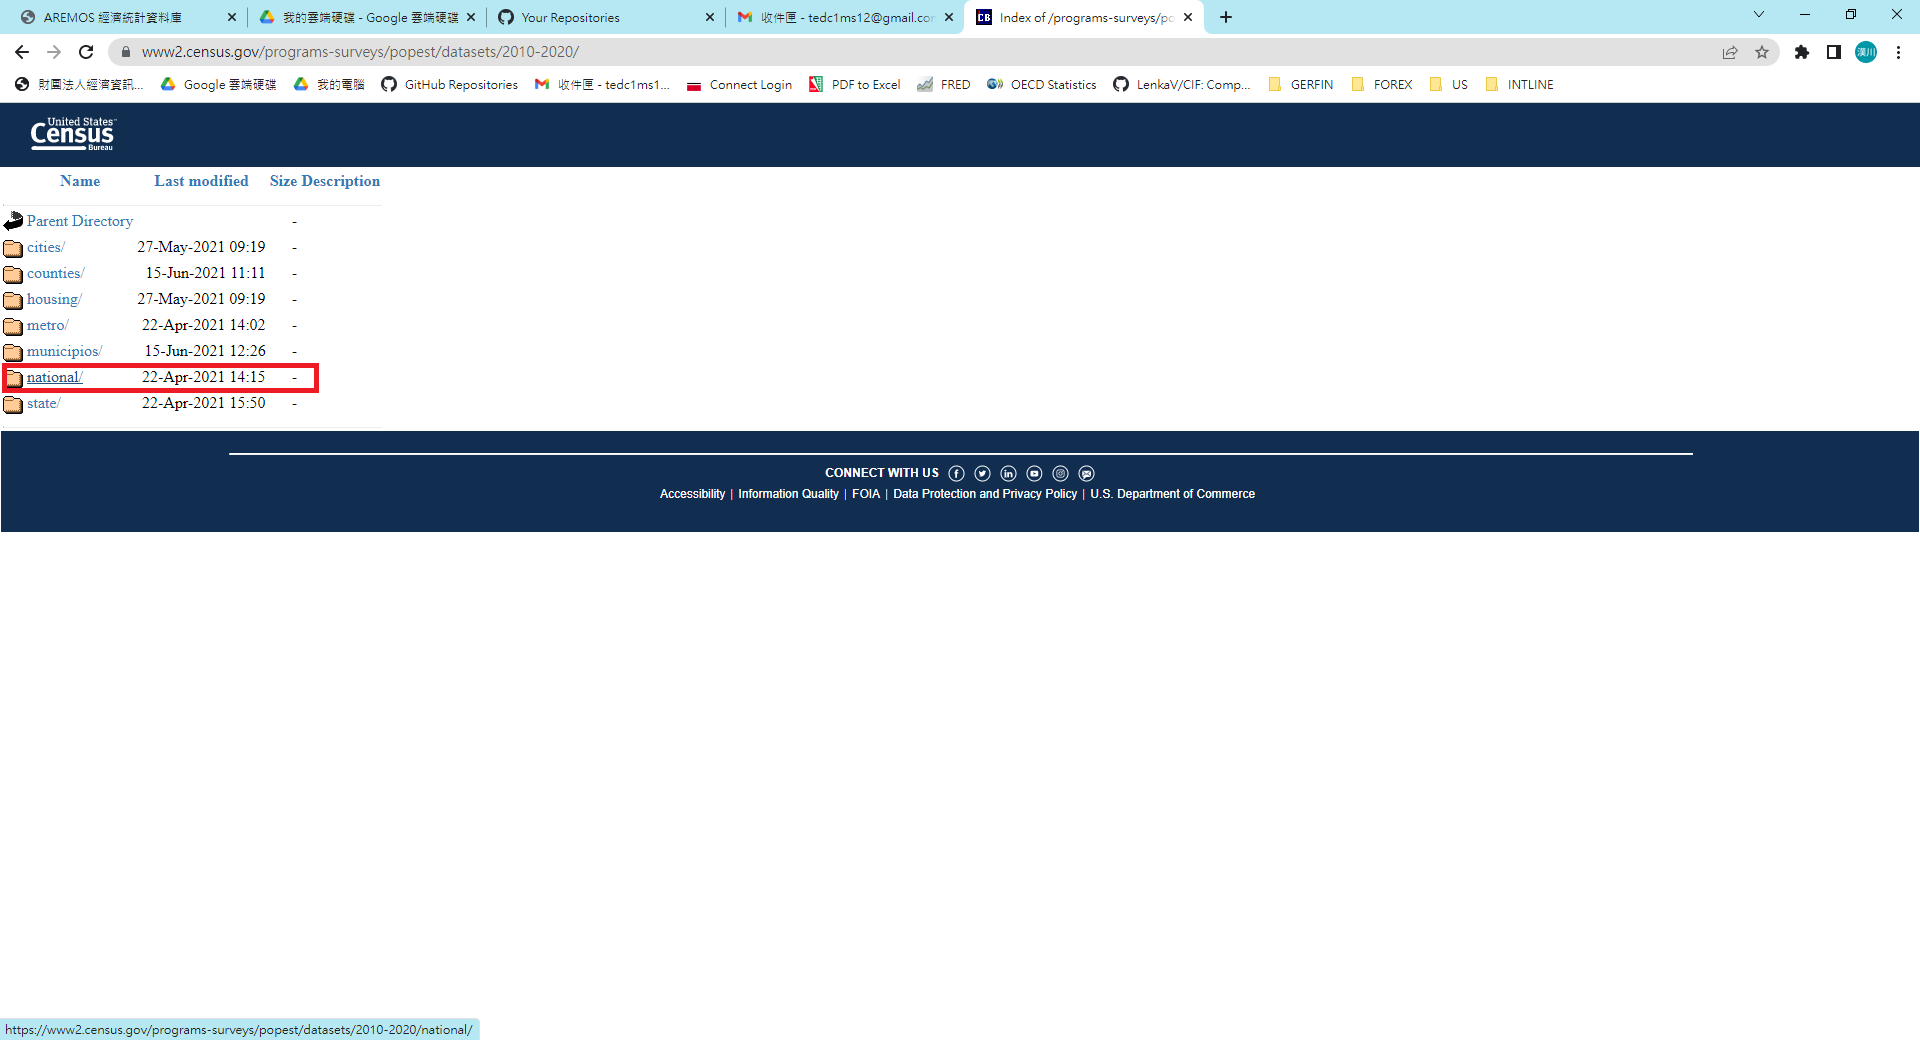 AREMOS 經濟統計資料庫
我的雲端硬碟 - Google 雲端硬碟
Your Repositories
收件匣 - tedc1ms12@gmail.com
Index of /programs-surveys/po
www2.census.gov/programs-surveys/popest/datasets/2010-2020/
漢川
財團法人經濟資訊...
Google 雲端硬碟
我的電腦
GitHub Repositories
收件匣 - tedc1ms1...
Connect Login
PDF to Excel
FRED
OECD Statistics
LenkaV/CIF: Comp...
GERFIN
FOREX
US
INTLINE
United States™
Census
Bureau
Name Last modified Size Description
Parent Directory -
cities/ 27-May-2021 09:19 -
counties/ 15-Jun-2021 11:11 -
housing/ 27-May-2021 09:19 -
metro/ 22-Apr-2021 14:02 -
municipios/ 15-Jun-2021 12:26 -
national/ 22-Apr-2021 14:15 -
state/ 22-Apr-2021 15:50 -
CONNECT WITH US
Accessibility | Information Quality | FOIA | Data Protection and Privacy Policy | U.S. Department of Commerce
https://www2.census.gov/programs-surveys/popest/datasets/2010-2020/national/